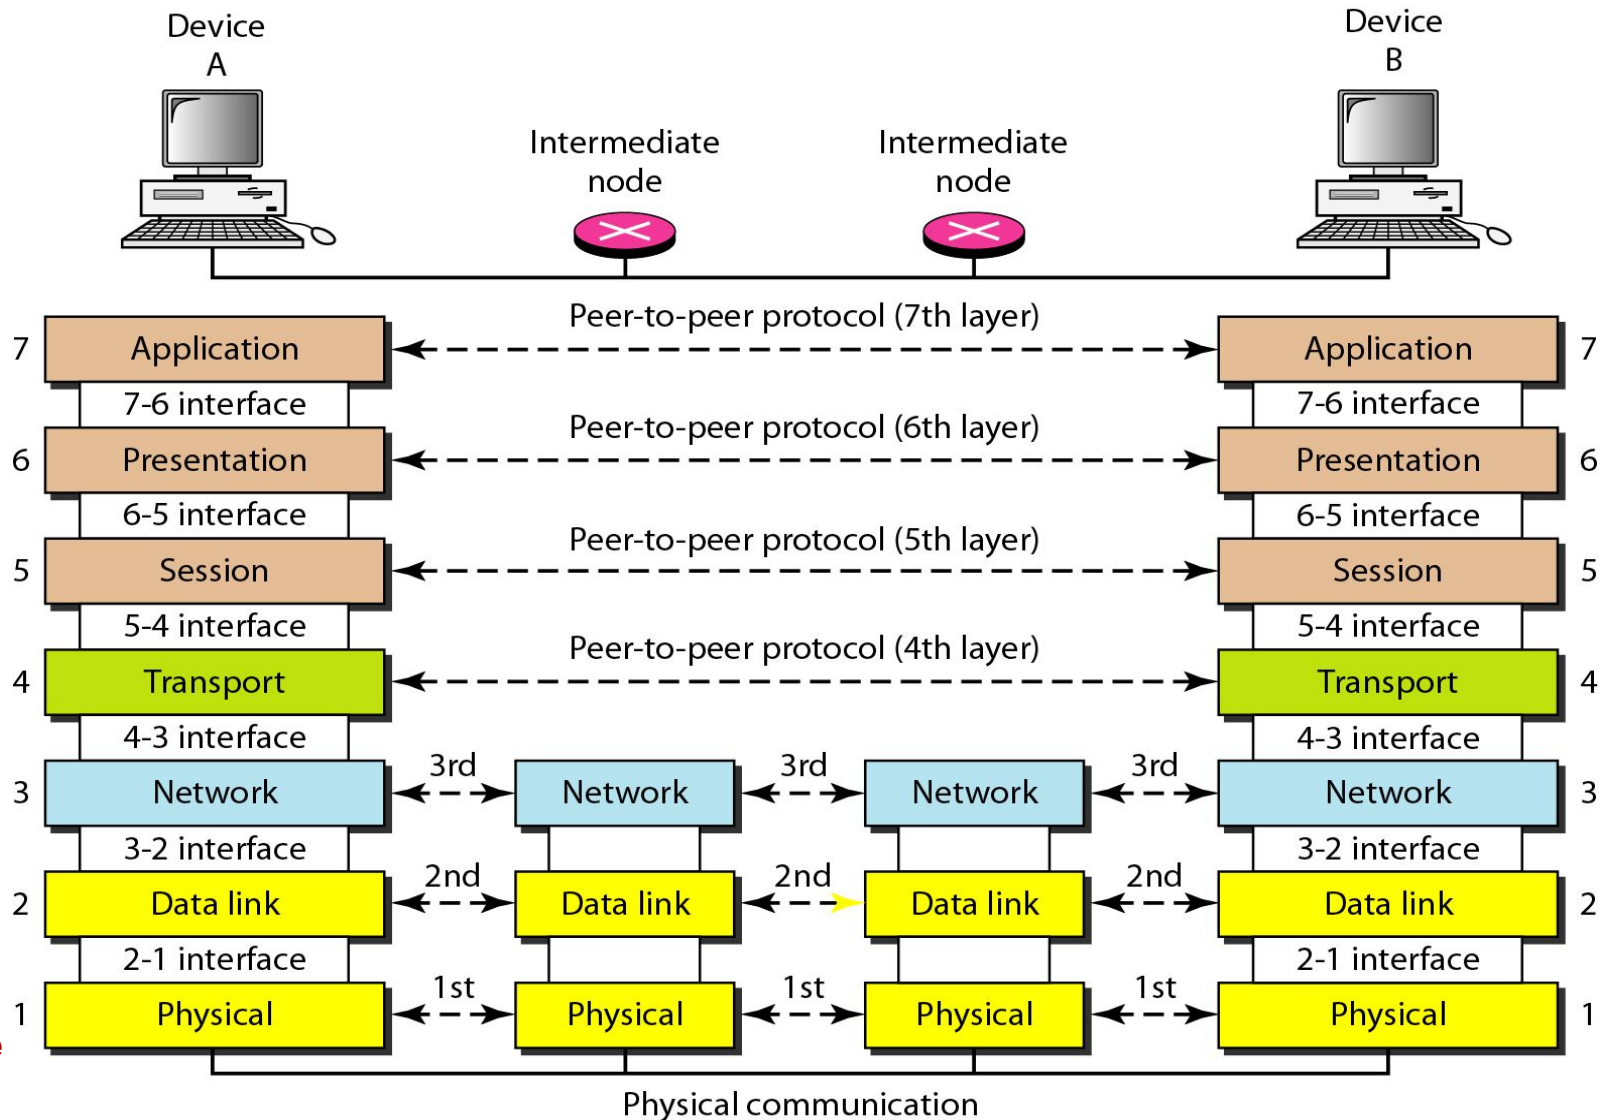 Device
A
Device
B
Intermediate
node
Intermediate
node
Peer-to-peer protocol (7th layer)
7 Application Application 7
7-6 interface 7-6 interface
Peer-to-peer protocol (6th layer)
6 Presentation Presentation 6
6-5 interface 6-5 interface
Peer-to-peer protocol (5th layer)
5 Session Session 5
5-4 interface 5-4 interface
Peer-to-peer protocol (4th layer)
4 Transport Transport 4
4-3 interface 4-3 interface
3rd 3rd 3rd
3 Network Network Network Network 3
3-2 interface 3-2 interface
2nd 2nd 2nd
2 Data link Data link Data link Data link 2
2-1 interface 2-1 interface
1st 1st 1st
1 Physical Physical Physical Physical 1
Physical communication